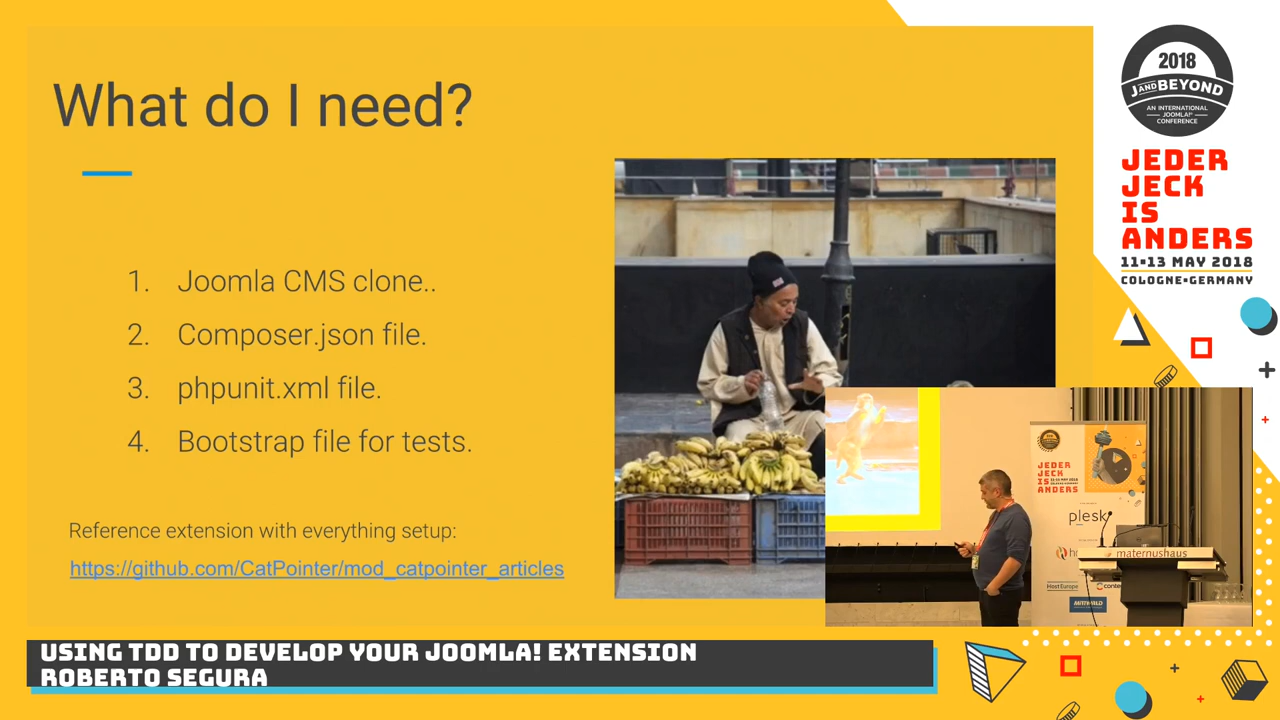 What do I need?
1. Joomla CMS clone..
2. Composer.json file.
3. phpunit.xml file.
4. Bootstrap file for tests.
Reference extension with everything setup:
https://github.com/CatPointer/mod_catpointer_articles
2018
J AND BEYOND
AN INTERNATIONAL
JOOMLA!® CONFERENCE
JEDER
JECK
IS
ANDERS
11-13 MAY 2018
COLOGNE-GERMANY
JEDER
JECK
IS
ANDERS
plesk
maternushaus
HostEurope
MITTWALD
USING TDD TO DEVELOP YOUR JOOMLA! EXTENSION
ROBERTO SEGURA